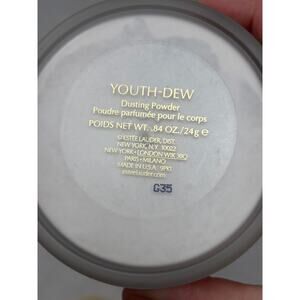 YOUTH-DEW
Dusting Powder
Poudre parfumée pour le corps
POIDS NET WT. .84 OZ./24g ℮
© ESTÉE LAUDER, DIST.
NEW YORK, N.Y. 10022
NEW YORK • LONDON W1K 3BQ
PARIS • MILANO
MADE IN U.S.A. 9PK1
esteelauder.com
G35